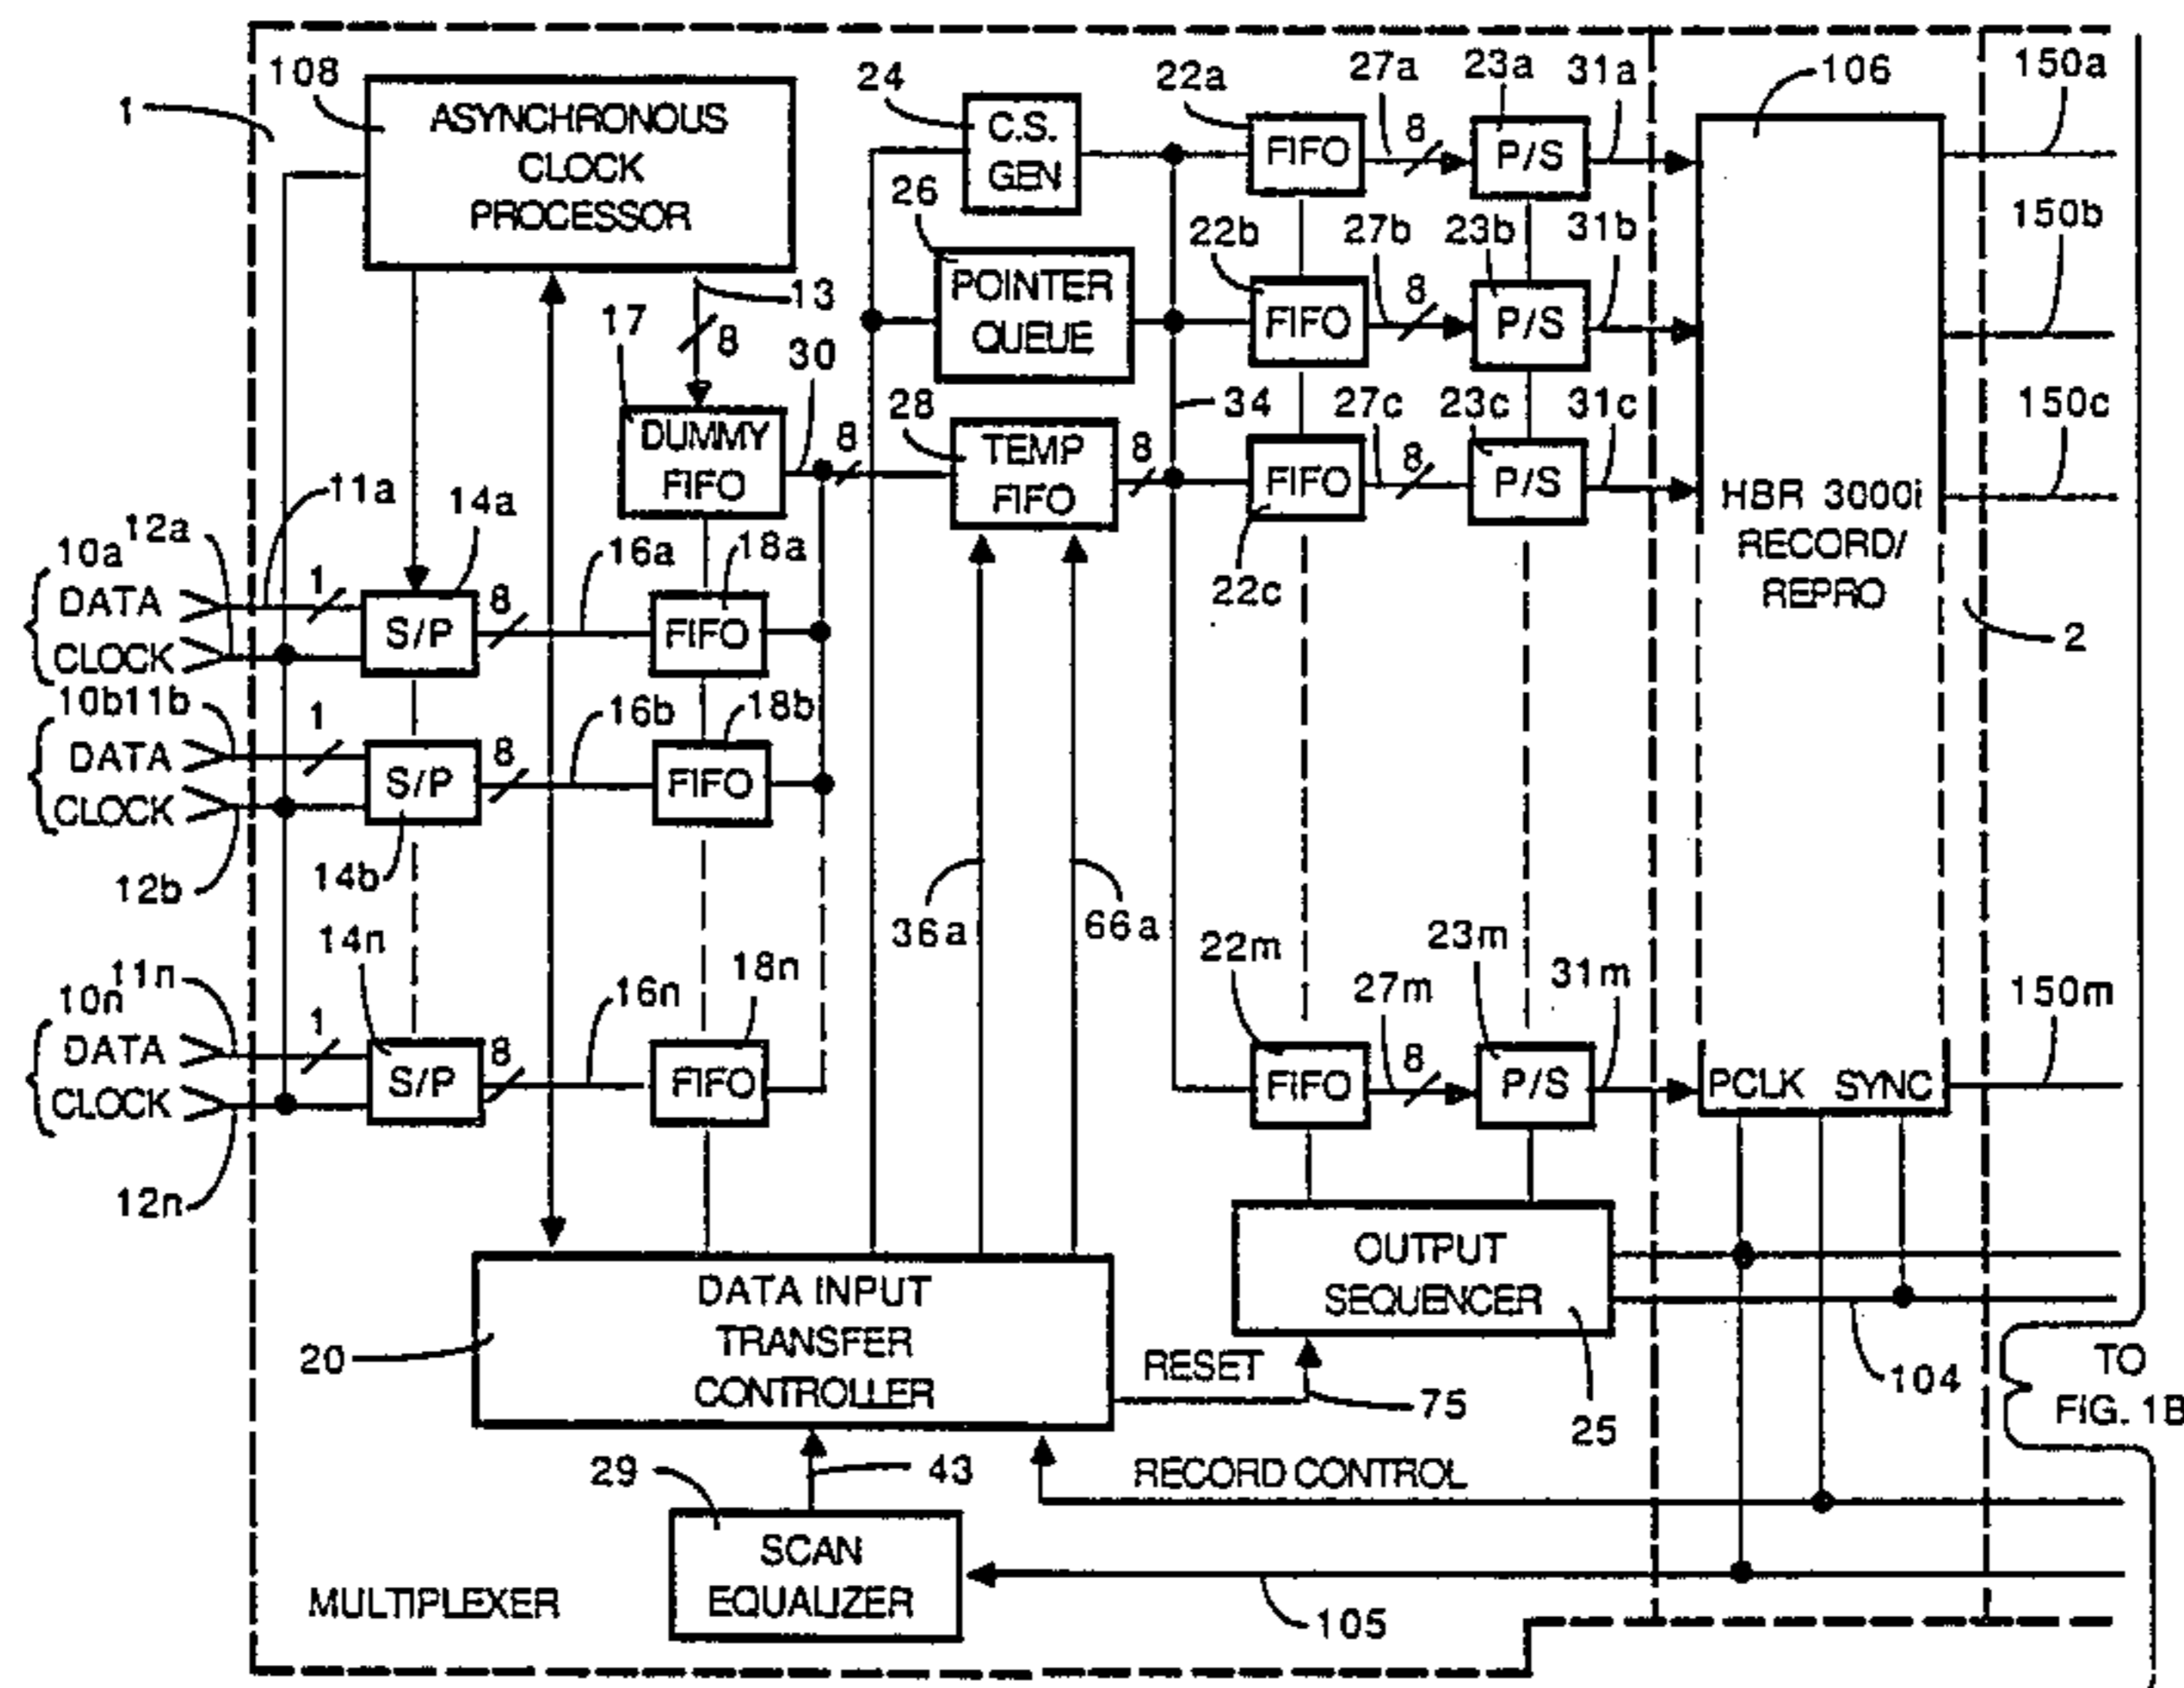 108
1
ASYNCHRONOUS
CLOCK
PROCESSOR
24
C.S.
GEN
22a
FIFO
27a
8
23a
P/S
31a
106
150a
26
POINTER
QUEUE
22b
FIFO
27b
8
23b
P/S
31b
150b
13
8
17
DUMMY
FIFO
30
8
28
TEMP
FIFO
8
34
22c
FIFO
27c
8
23c
P/S
31c
150c
HBR 3000i
RECORD/
REPRO
2
10a
12a
11a
DATA
CLOCK
1
14a
S/P
8
16a
18a
FIFO
10b
11b
DATA
CLOCK
12b
1
14b
S/P
8
16b
18b
FIFO
36a
66a
10n
11n
DATA
CLOCK
12n
1
14n
S/P
8
16n
18n
FIFO
22m
FIFO
27m
8
23m
P/S
31m
PCLK SYNC
150m
20
DATA INPUT
TRANSFER
CONTROLLER
OUTPUT
SEQUENCER
25
RESET
75
104
TO
FIG. 1B
29
43
RECORD CONTROL
SCAN
EQUALIZER
105
MULTIPLEXER